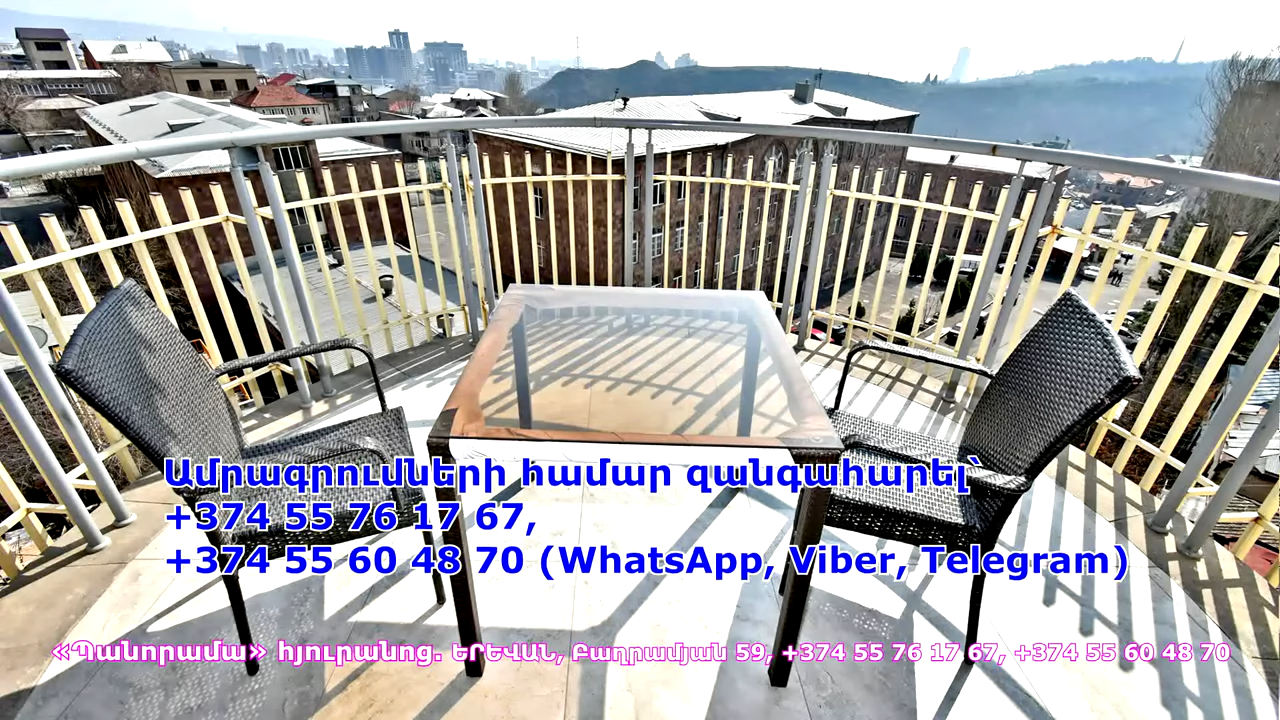 Ամրագրումների համար զանգահարել՝
+374 55 76 17 67,
+374 55 60 48 70 (WhatsApp, Viber, Telegram)
«Պանորամա» հյուրանոց. ԵՐԵՎԱՆ, Բաղրամյան 59, +374 55 76 17 67, +374 55 60 48 70